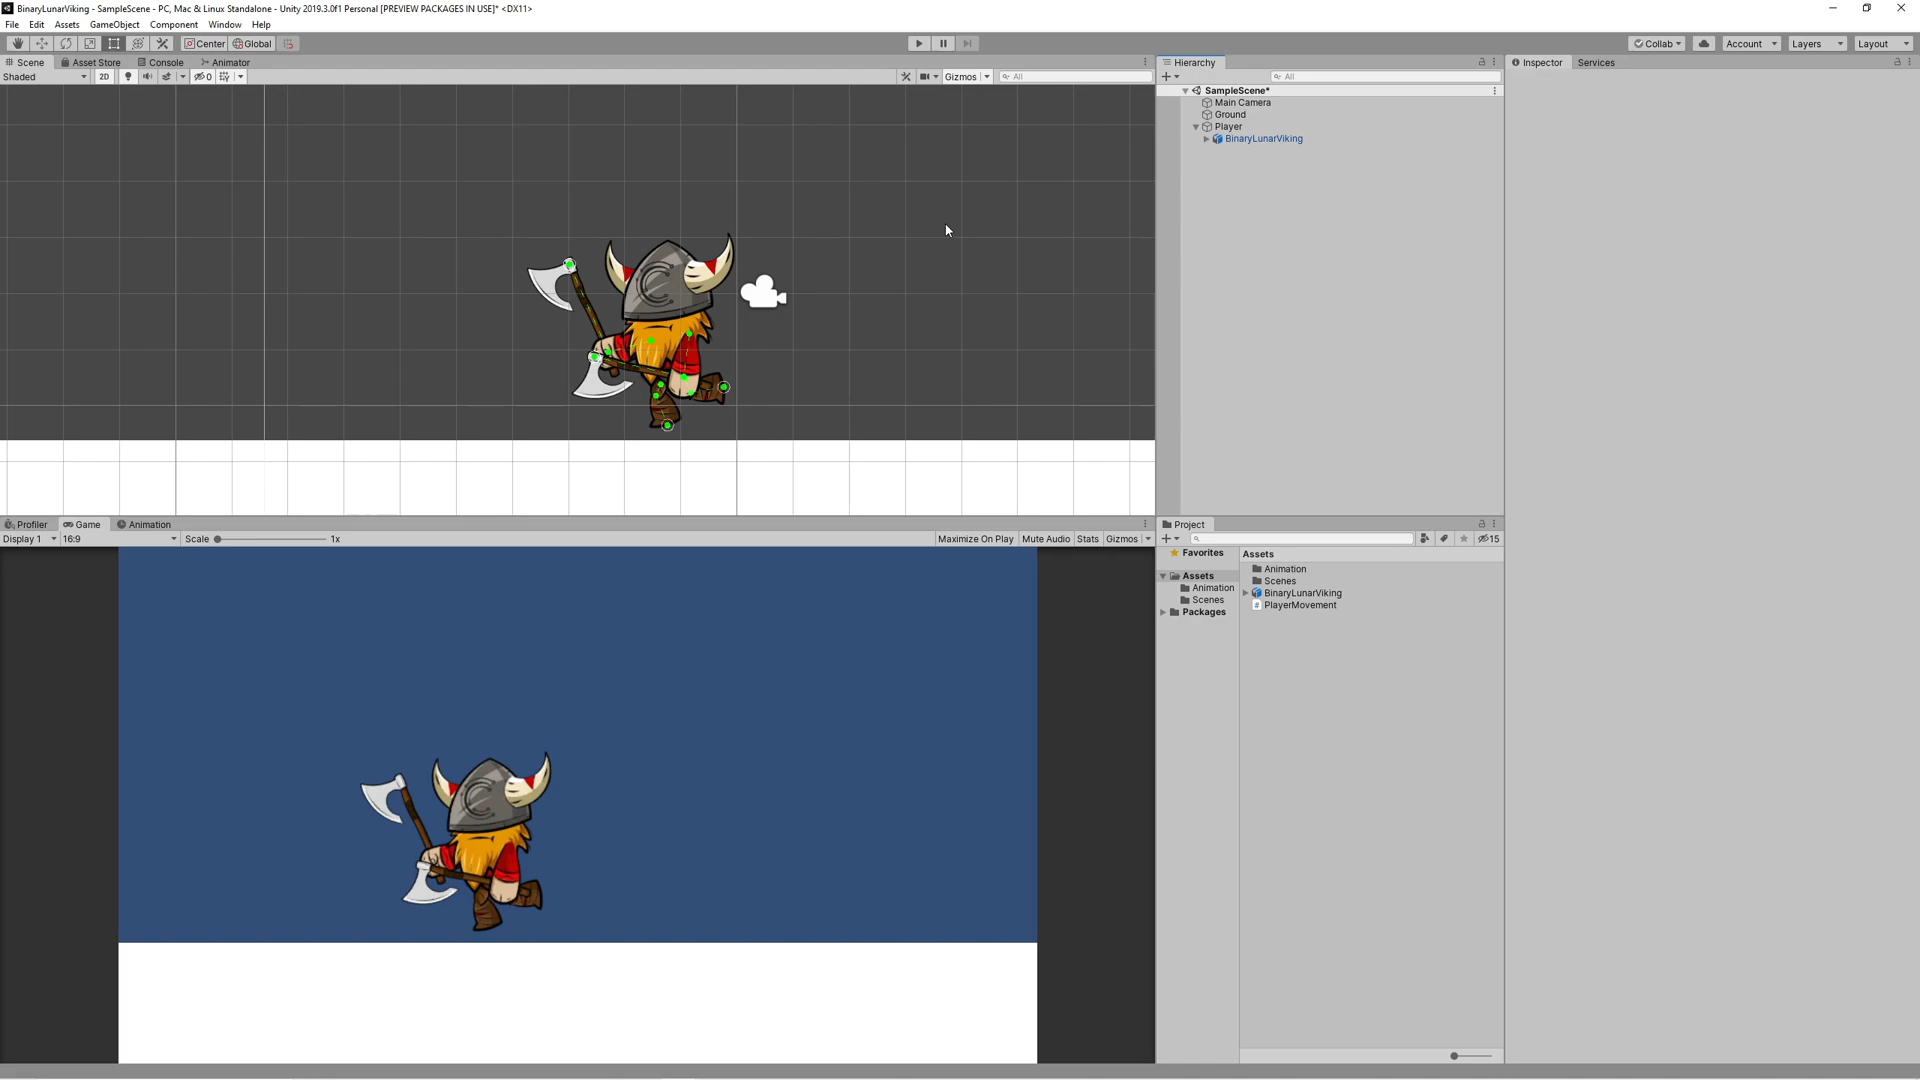 BinaryLunarViking - SampleScene - PC, Mac & Linux Standalone - Unity 2019.3.0f1 Personal [PREVIEW PACKAGES IN USE]* <DX11>
File Edit Assets GameObject Component Window Help
Center Global Collab Account Layers Layout
Scene Asset Store Console Animator
Shaded 2D 0 Gizmos All
Hierarchy
All
SampleScene*
Main Camera
Ground
Player
BinaryLunarViking
Inspector Services
Profiler Game Animation
Display 1 16:9 Scale 1x Maximize On Play Mute Audio Stats Gizmos
Project
15
Favorites
Assets
Animation
Scenes
Packages
Assets
Animation
Scenes
BinaryLunarViking
PlayerMovement